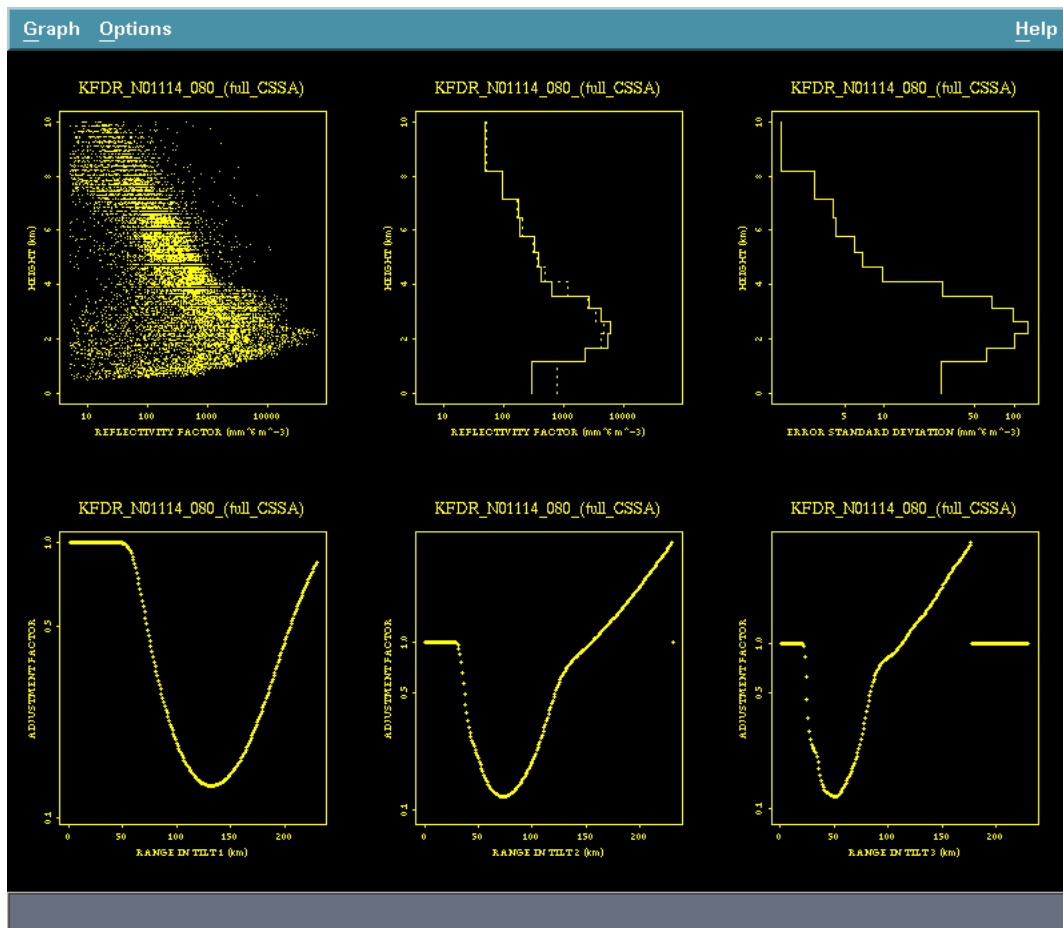 Graph Options Help
KFDR_N01114_080_(full_CSSA) KFDR_N01114_080_(full_CSSA) KFDR_N01114_080_(full_CSSA)
HEIGHT (km)
10
8
6
4
2
0
10 100 1000 10000
REFLECTIVITY FACTOR (mm^6 m^-3)
HEIGHT (km)
10
8
6
4
2
0
10 100 1000 10000
REFLECTIVITY FACTOR (mm^6 m^-3)
HEIGHT (km)
10
8
6
4
2
0
5 10 50 100
ERROR STANDARD DEVIATION (mm^6 m^-3)
KFDR_N01114_080_(full_CSSA) KFDR_N01114_080_(full_CSSA) KFDR_N01114_080_(full_CSSA)
ADJUSTMENT FACTOR
1.0
0.5
0.1
0 50 100 150 200
RANGE IN TILT 1 (km)
ADJUSTMENT FACTOR
1.0
0.5
0.1
0 50 100 150 200
RANGE IN TILT 2 (km)
ADJUSTMENT FACTOR
1.0
0.5
0.1
0 50 100 150 200
RANGE IN TILT 3 (km)